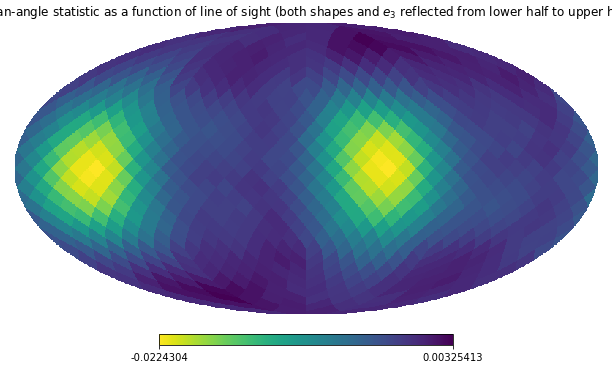 an-angle statistic as a function of line of sight (both shapes and e₃ reflected from lower half to upper h
-0.0224304 0.00325413